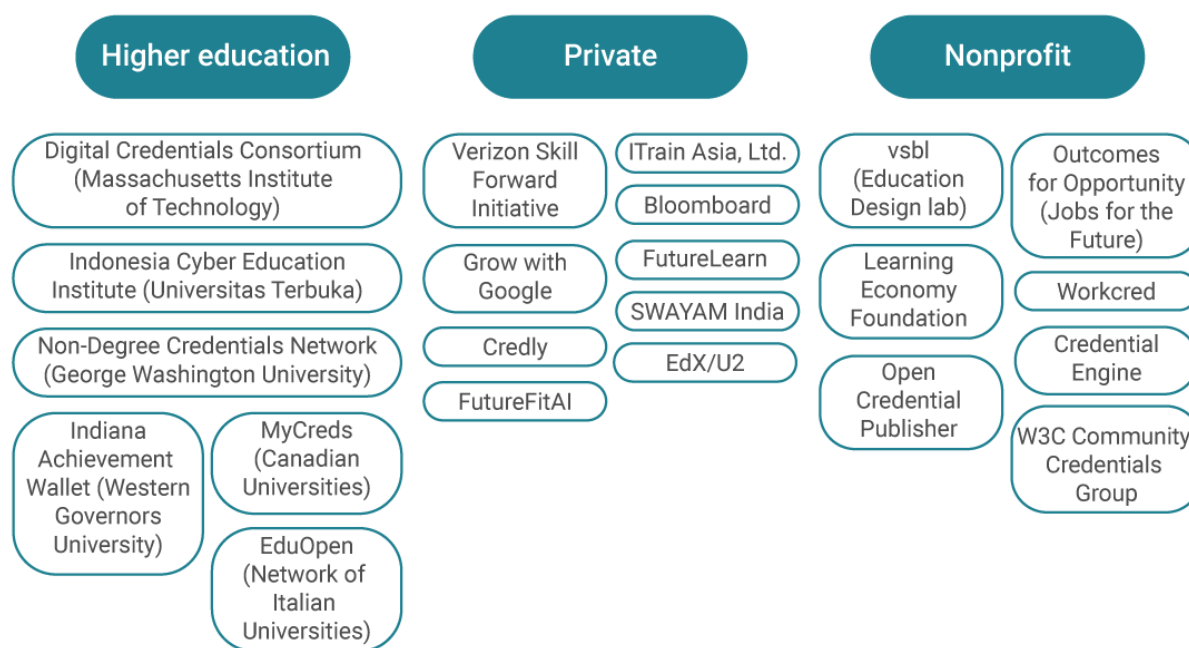 Higher education
Digital Credentials Consortium
(Massachusetts Institute
of Technology)
Indonesia Cyber Education
Institute (Universitas Terbuka)
Non-Degree Credentials Network
(George Washington University)
Indiana
Achievement
Wallet (Western
Governors
University)
MyCreds
(Canadian
Universities)
EduOpen
(Network of
Italian
Universities)
Private
Verizon Skill
Forward
Initiative
Grow with
Google
Credly
FutureFitAI
ITrain Asia, Ltd.
Bloomboard
FutureLearn
SWAYAM India
EdX/U2
Nonprofit
vsbl
(Education
Design lab)
Learning
Economy
Foundation
Open
Credential
Publisher
Outcomes
for Opportunity
(Jobs for the
Future)
Workcred
Credential
Engine
W3C Community
Credentials
Group